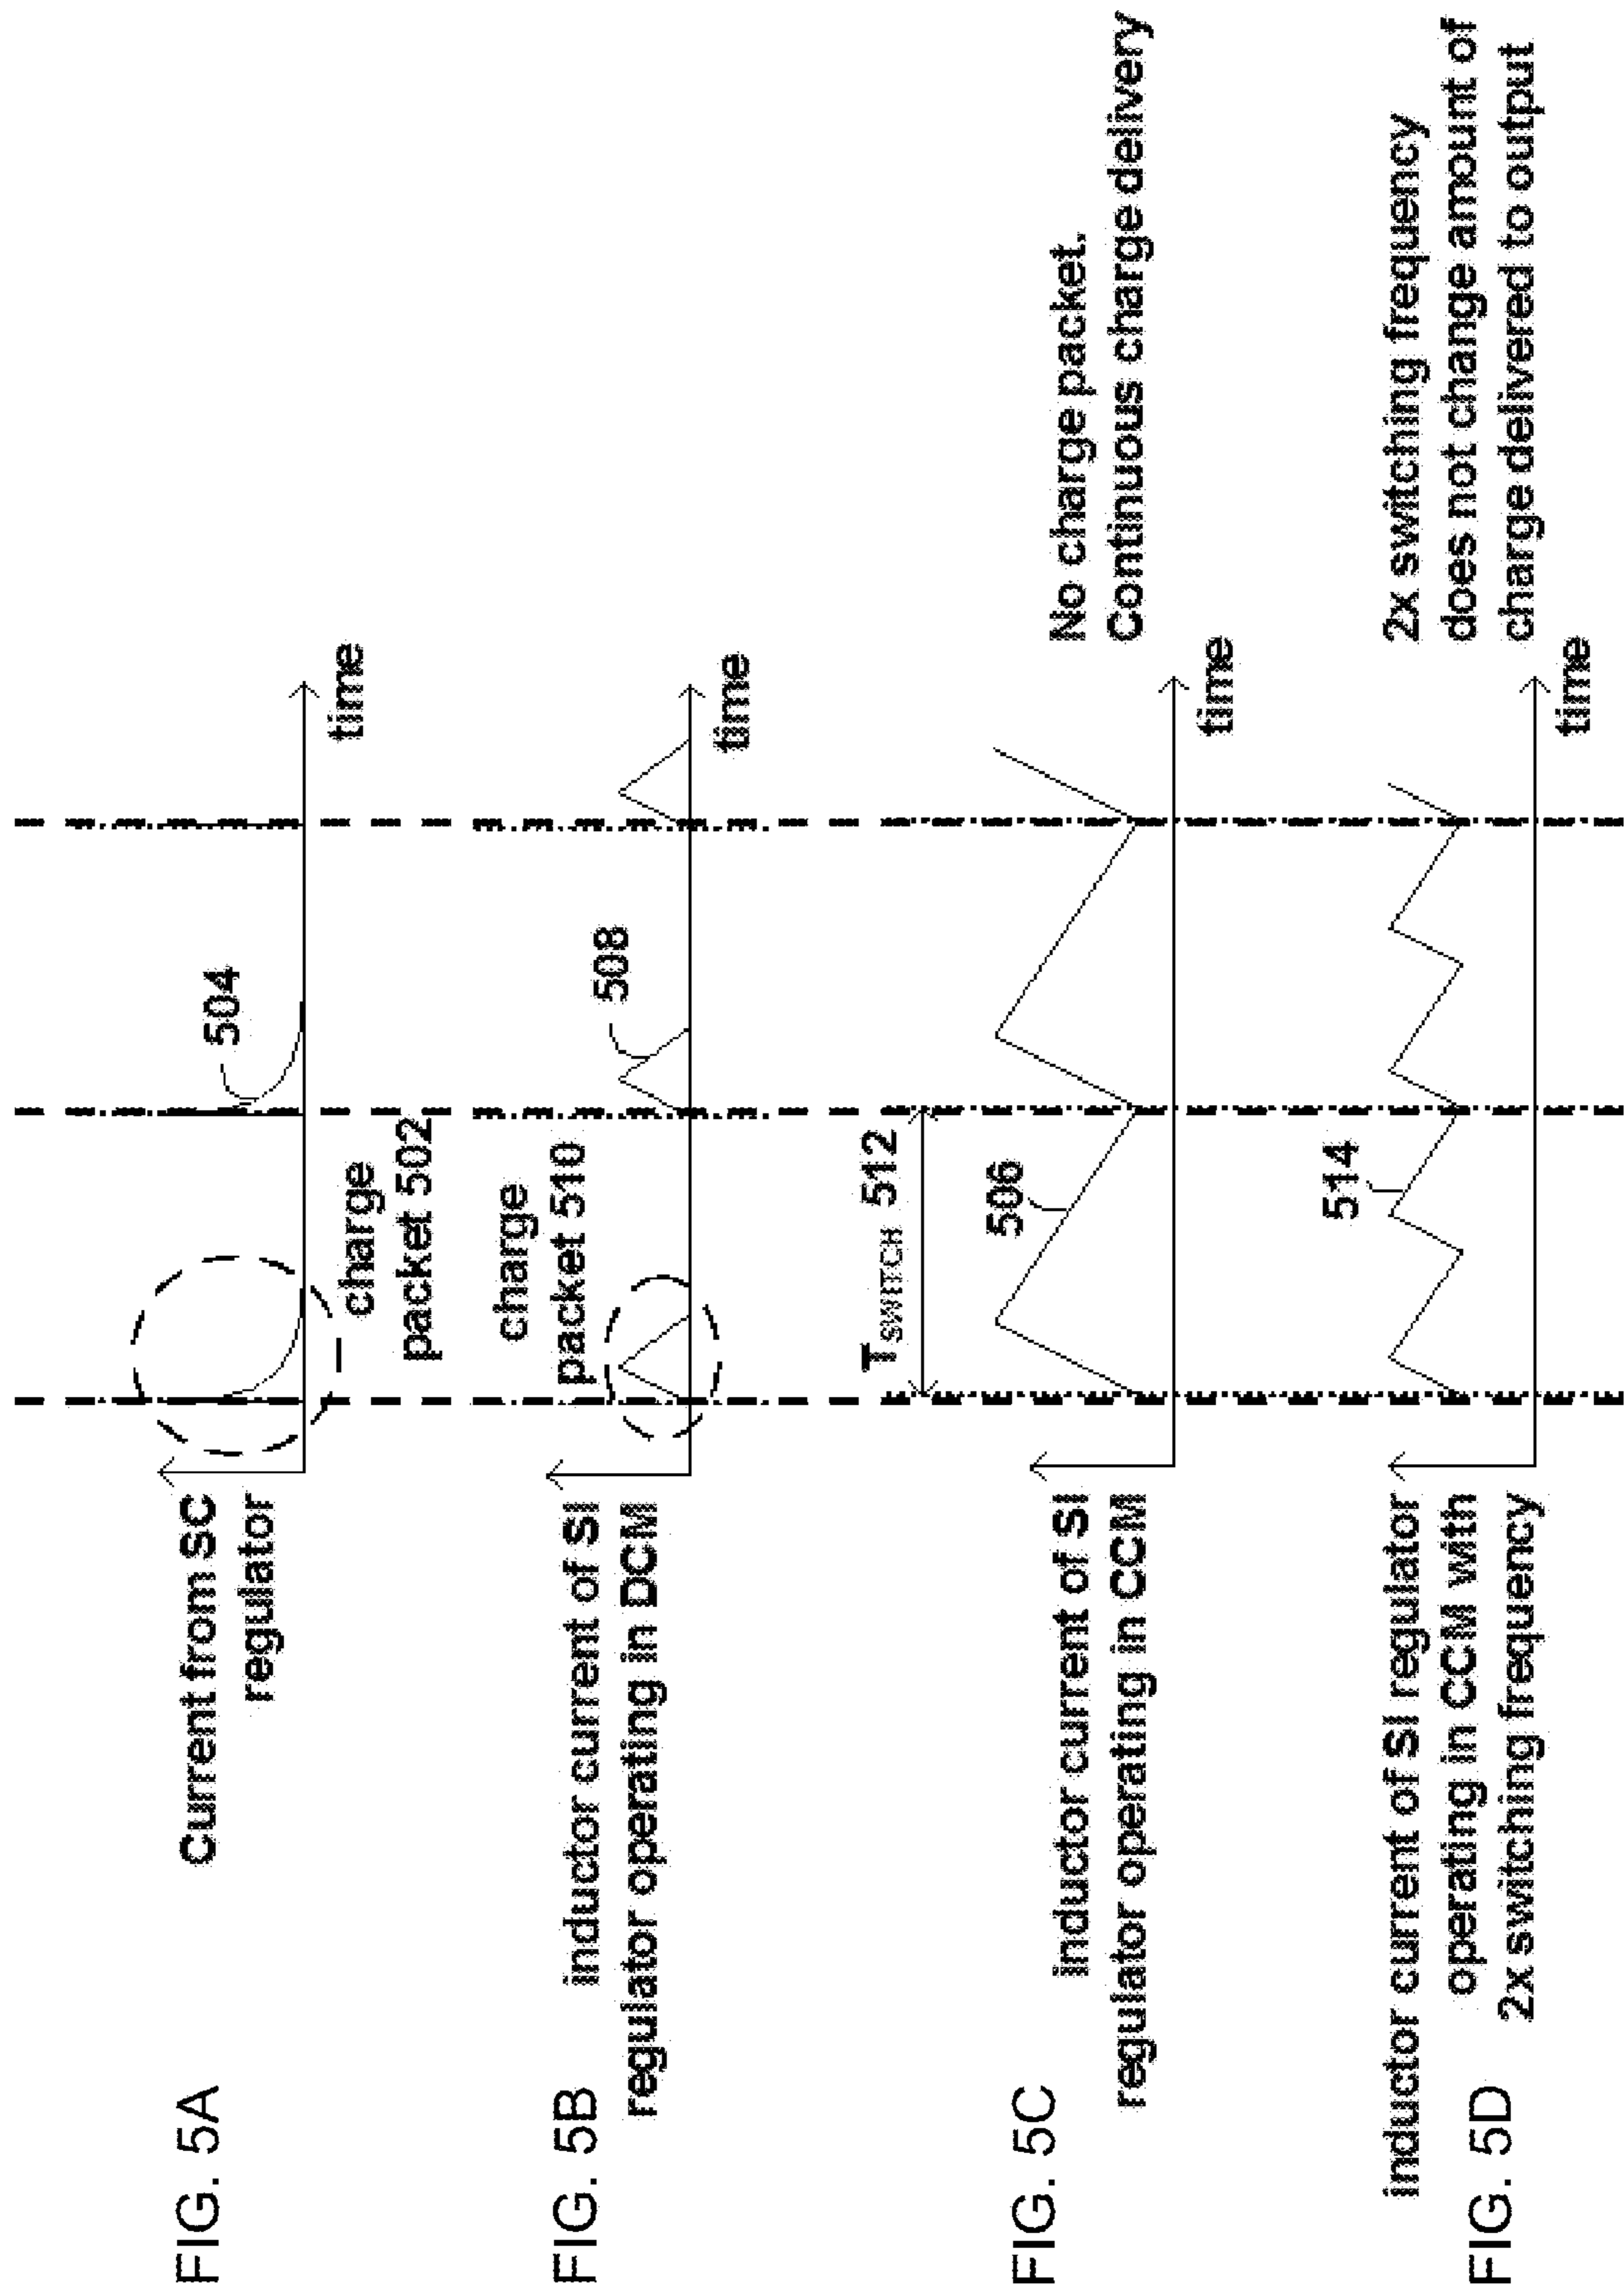 FIG. 5A
Current from SC
regulator
504
charge
packet 502
time
FIG. 5B
inductor current of SI
regulator operating in DCM
charge
packet 510
508
time
FIG. 5C
inductor current of SI
regulator operating in CCM
TSWITCH 512
506
time
No charge packet.
Continuous charge delivery
FIG. 5D
inductor current of SI regulator
operating in CCM with
2x switching frequency
514
time
2x switching frequency
does not change amount of
charge delivered to output